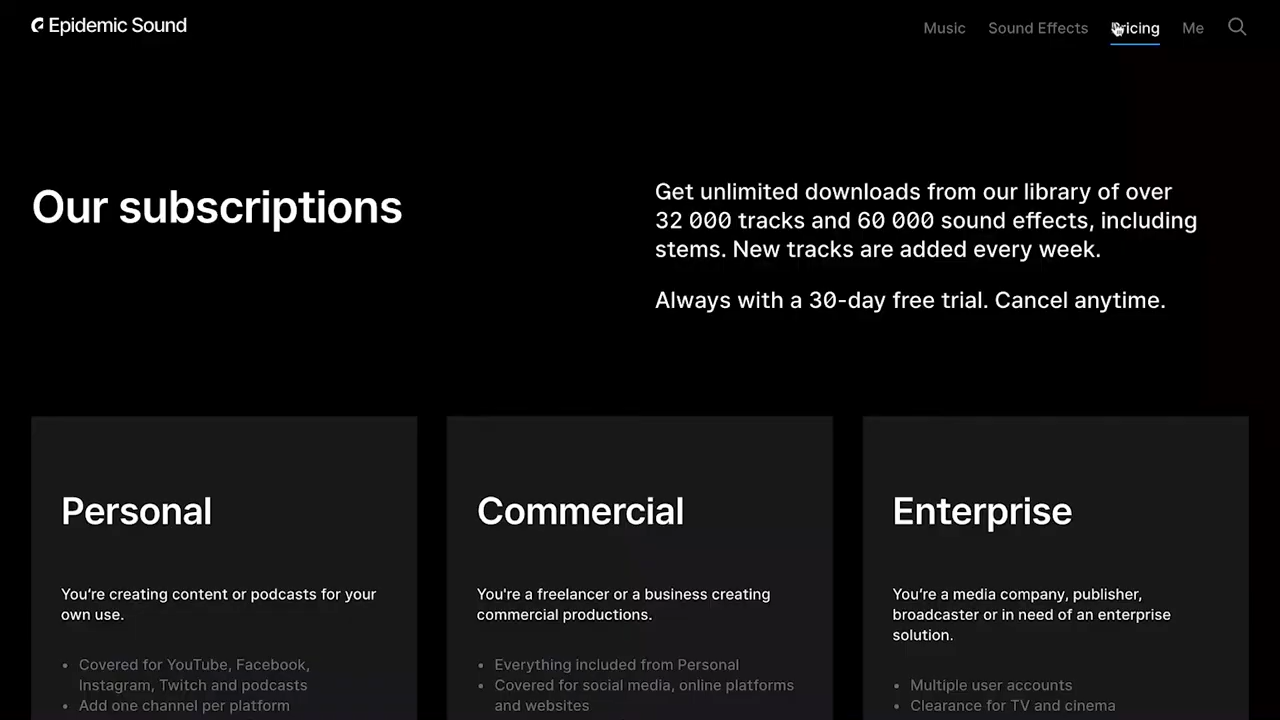 Epidemic Sound
Music
Sound Effects
Pricing
Me
Our subscriptions
Get unlimited downloads from our library of over
32 000 tracks and 60 000 sound effects, including
stems. New tracks are added every week.
Always with a 30-day free trial. Cancel anytime.
Personal
You’re creating content or podcasts for your
own use.
• Covered for YouTube, Facebook,
Instagram, Twitch and podcasts
• Add one channel per platform
Commercial
You're a freelancer or a business creating
commercial productions.
• Everything included from Personal
• Covered for social media, online platforms
and websites
Enterprise
You’re a media company, publisher,
broadcaster or in need of an enterprise
solution.
• Multiple user accounts
• Clearance for TV and cinema